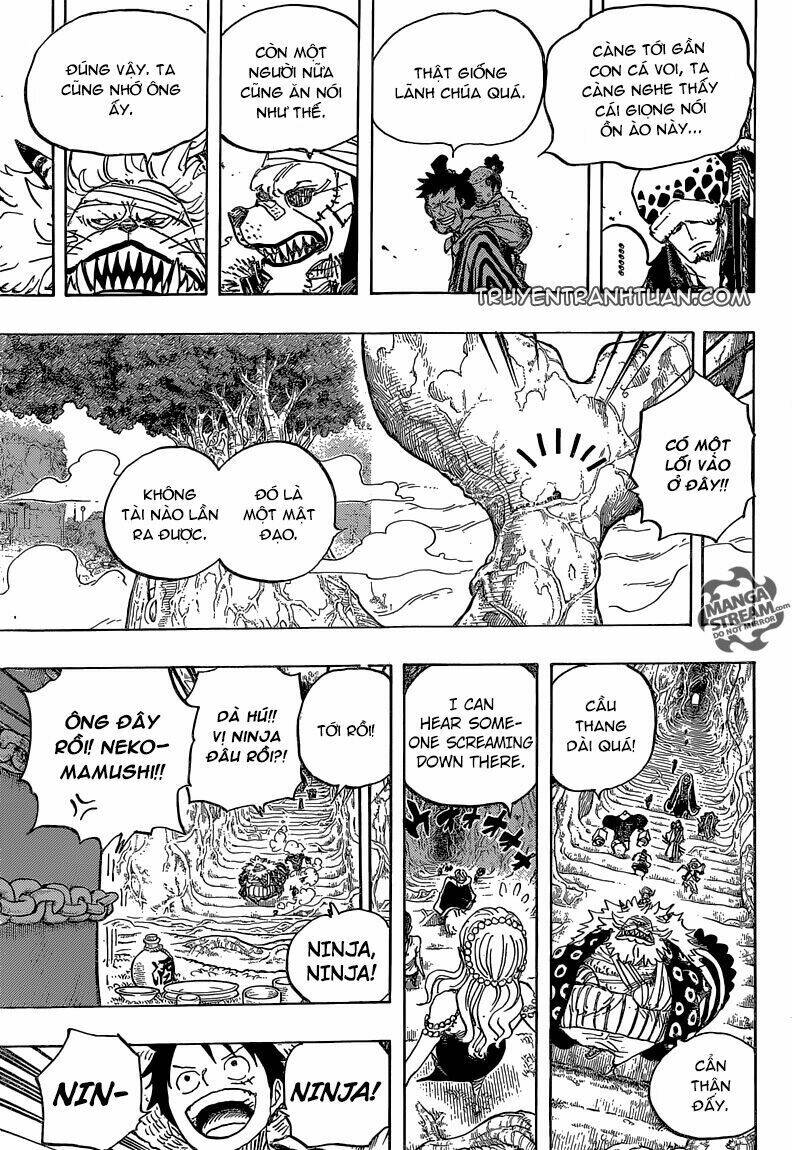 CÀNG TỚI GẦN
CON CÁ VOI, TA
CÀNG NGHE THẤY
CÁI GIỌNG NÓI
ỒN ÀO NÀY...
THẬT GIỐNG
LÃNH CHÚA QUÁ.
CÒN MỘT
NGƯỜI NỮA
CŨNG ĂN NÓI
NHƯ THẾ.
ĐÚNG VẬY. TA
CŨNG NHỚ ÔNG
ẤY.
TRUYENTRANHTUAN.COM
CÓ MỘT
LỐI VÀO
Ở ĐÂY!!
ĐÓ LÀ
MỘT MẬT
ĐẠO.
KHÔNG
TÀI NÀO LẦN
RA ĐƯỢC.
MANGA
STREAM.com
DO NOT MIRROR
CẦU
THANG
DÀI QUÁ!
CẨN
THẬN
ĐẤY.
I CAN
HEAR SOME-
ONE SCREAMING
DOWN THERE.
TỚI RỒI!
DÀ HÚ!!
VỊ NINJA
ĐÂU RỒI?!
ÔNG ĐÂY
RỒI! NEKO-
MAMUSHI!!
NINJA,
NINJA!
酒
NINJA!
NIN-